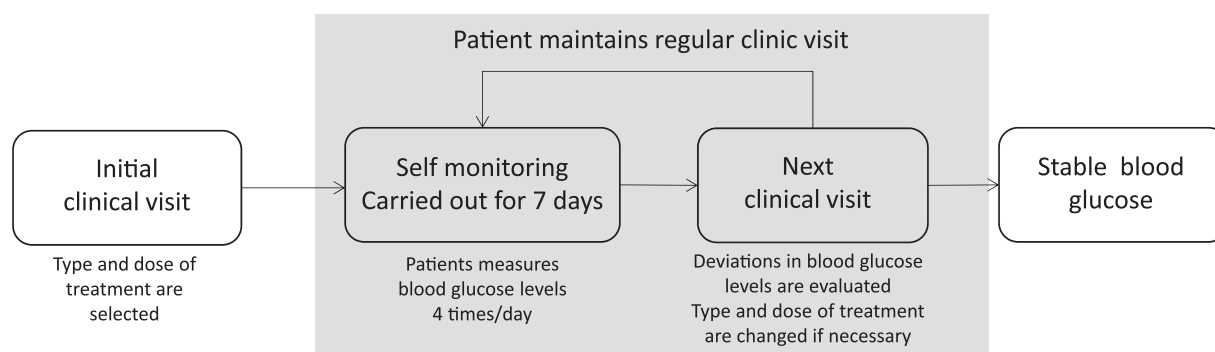 Patient maintains regular clinic visit
Initial
clinical visit
Type and dose of
treatment are
selected
Self monitoring
Carried out for 7 days
Patients measures
blood glucose levels
4 times/day
Next
clinical visit
Deviations in blood glucose
levels are evaluated
Type and dose of treatment
are changed if necessary
Stable blood
glucose